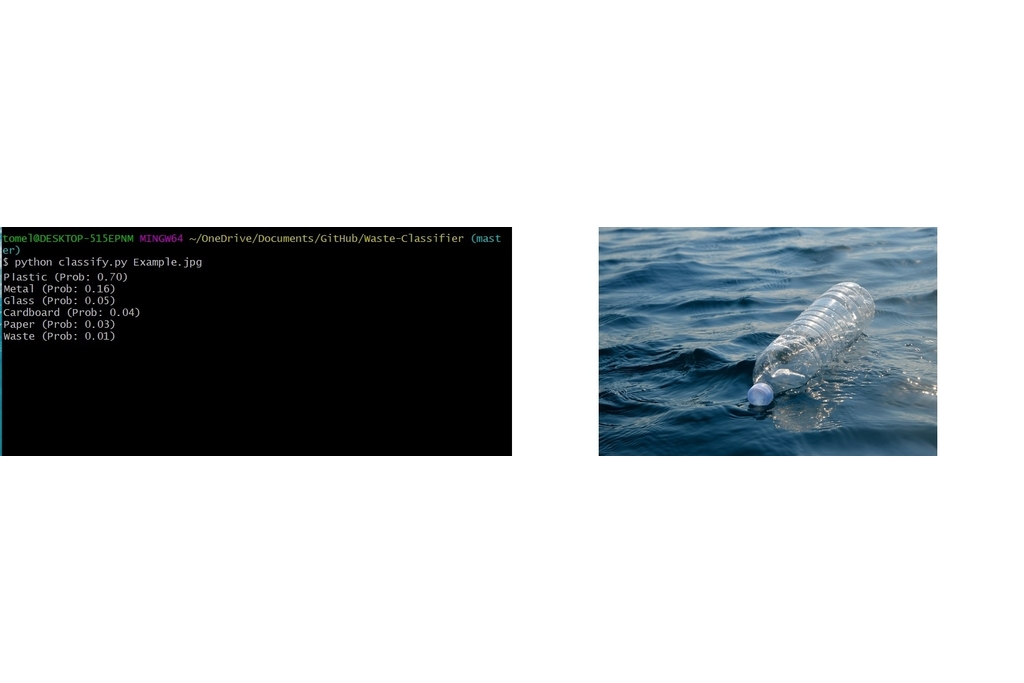 tomel@DESKTOP-515EPNM MINGW64 ~/OneDrive/Documents/GitHub/Waste-Classifier (mast
er)
$ python classify.py Example.jpg
Plastic (Prob: 0.70)
Metal (Prob: 0.16)
Glass (Prob: 0.05)
Cardboard (Prob: 0.04)
Paper (Prob: 0.03)
Waste (Prob: 0.01)